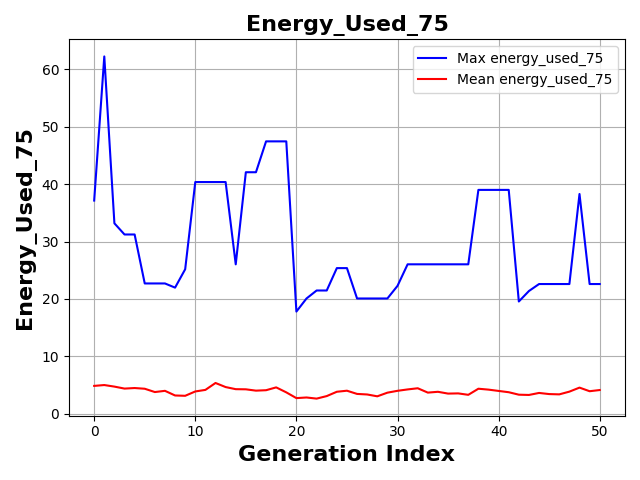 Energy_Used_75
Max energy_used_75
Mean energy_used_75
Energy_Used_75
60
50
40
30
20
10
0
0 10 20 30 40 50
Generation Index